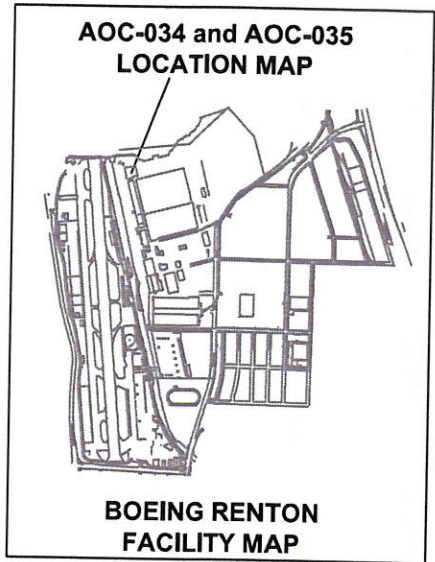 AOC-034 and AOC-035
LOCATION MAP
BOEING RENTON
FACILITY MAP